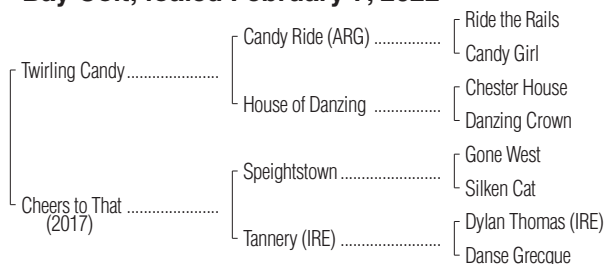 Bay Colt; foaled February 7, 2022
Ride the Rails
Candy Ride (ARG) ................
Candy Girl
Twirling Candy ......................
Chester House
House of Danzing ................
Danzing Crown
Gone West
Speightstown ........................
Silken Cat
Cheers to That ......................
(2017)
Dylan Thomas (IRE)
Tannery (IRE) ........................
Danse Grecque